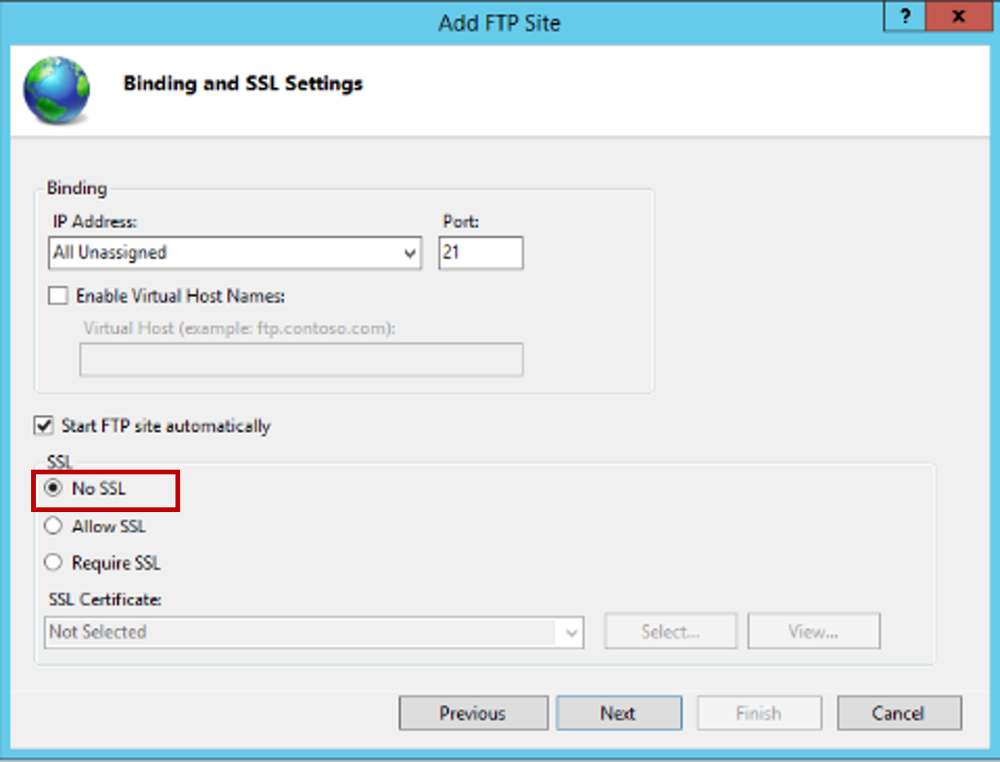 Add FTP Site
?
x
Binding and SSL Settings
Binding
IP Address: Port:
All Unassigned 21
Enable Virtual Host Names:
Virtual Host (example: ftp.contoso.com):
Start FTP site automatically
SSL
No SSL
Allow SSL
Require SSL
SSL Certificate:
Not Selected Select... View...
Previous Next Finish Cancel